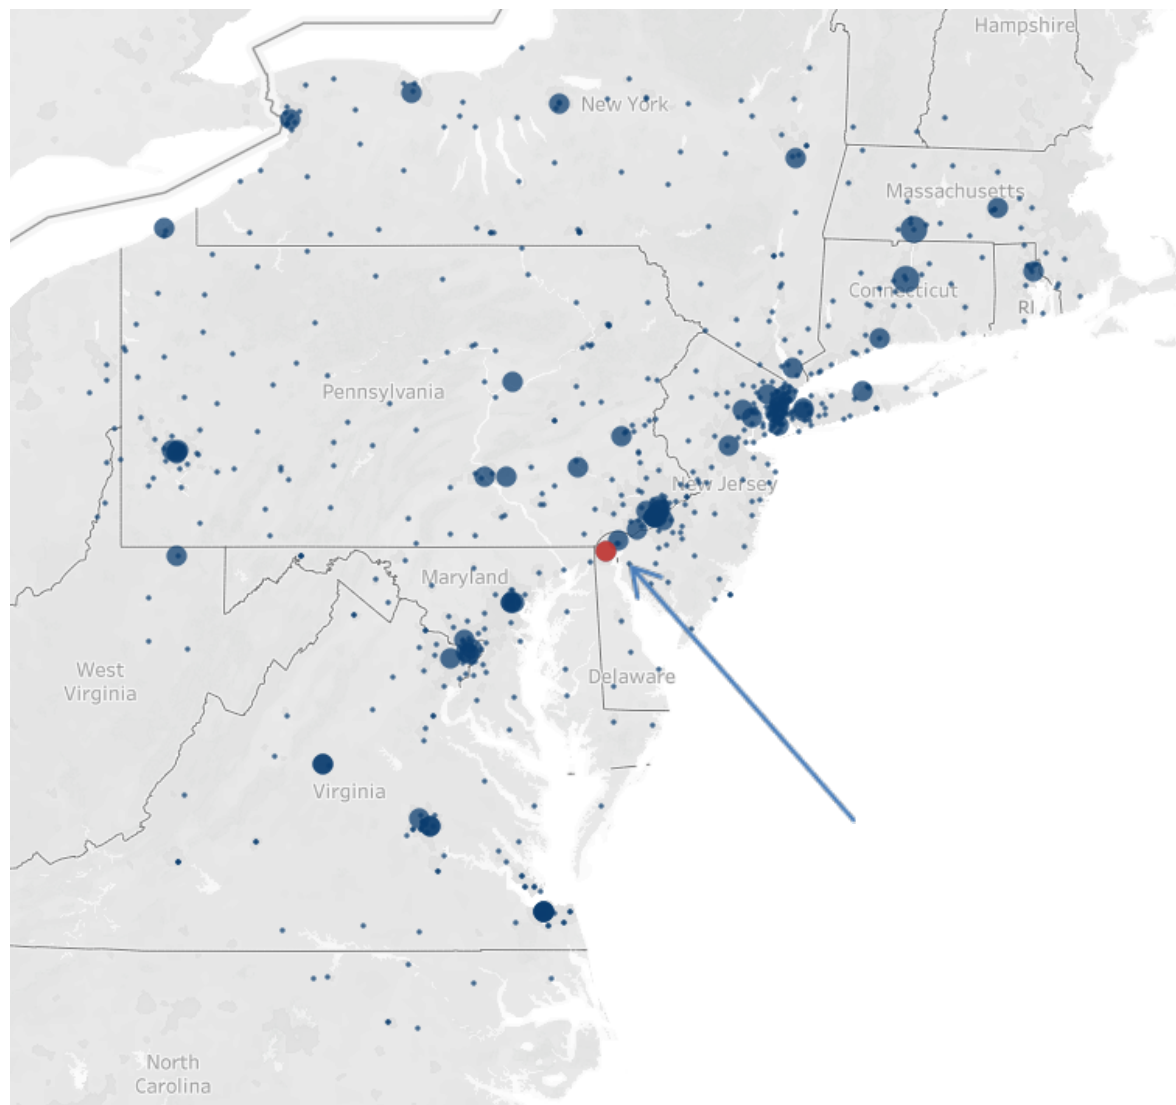 Hampshire
New York
Massachusetts
Connecticut
RI
Pennsylvania
New Jersey
Maryland
West
Virginia
Delaware
Virginia
North
Carolina